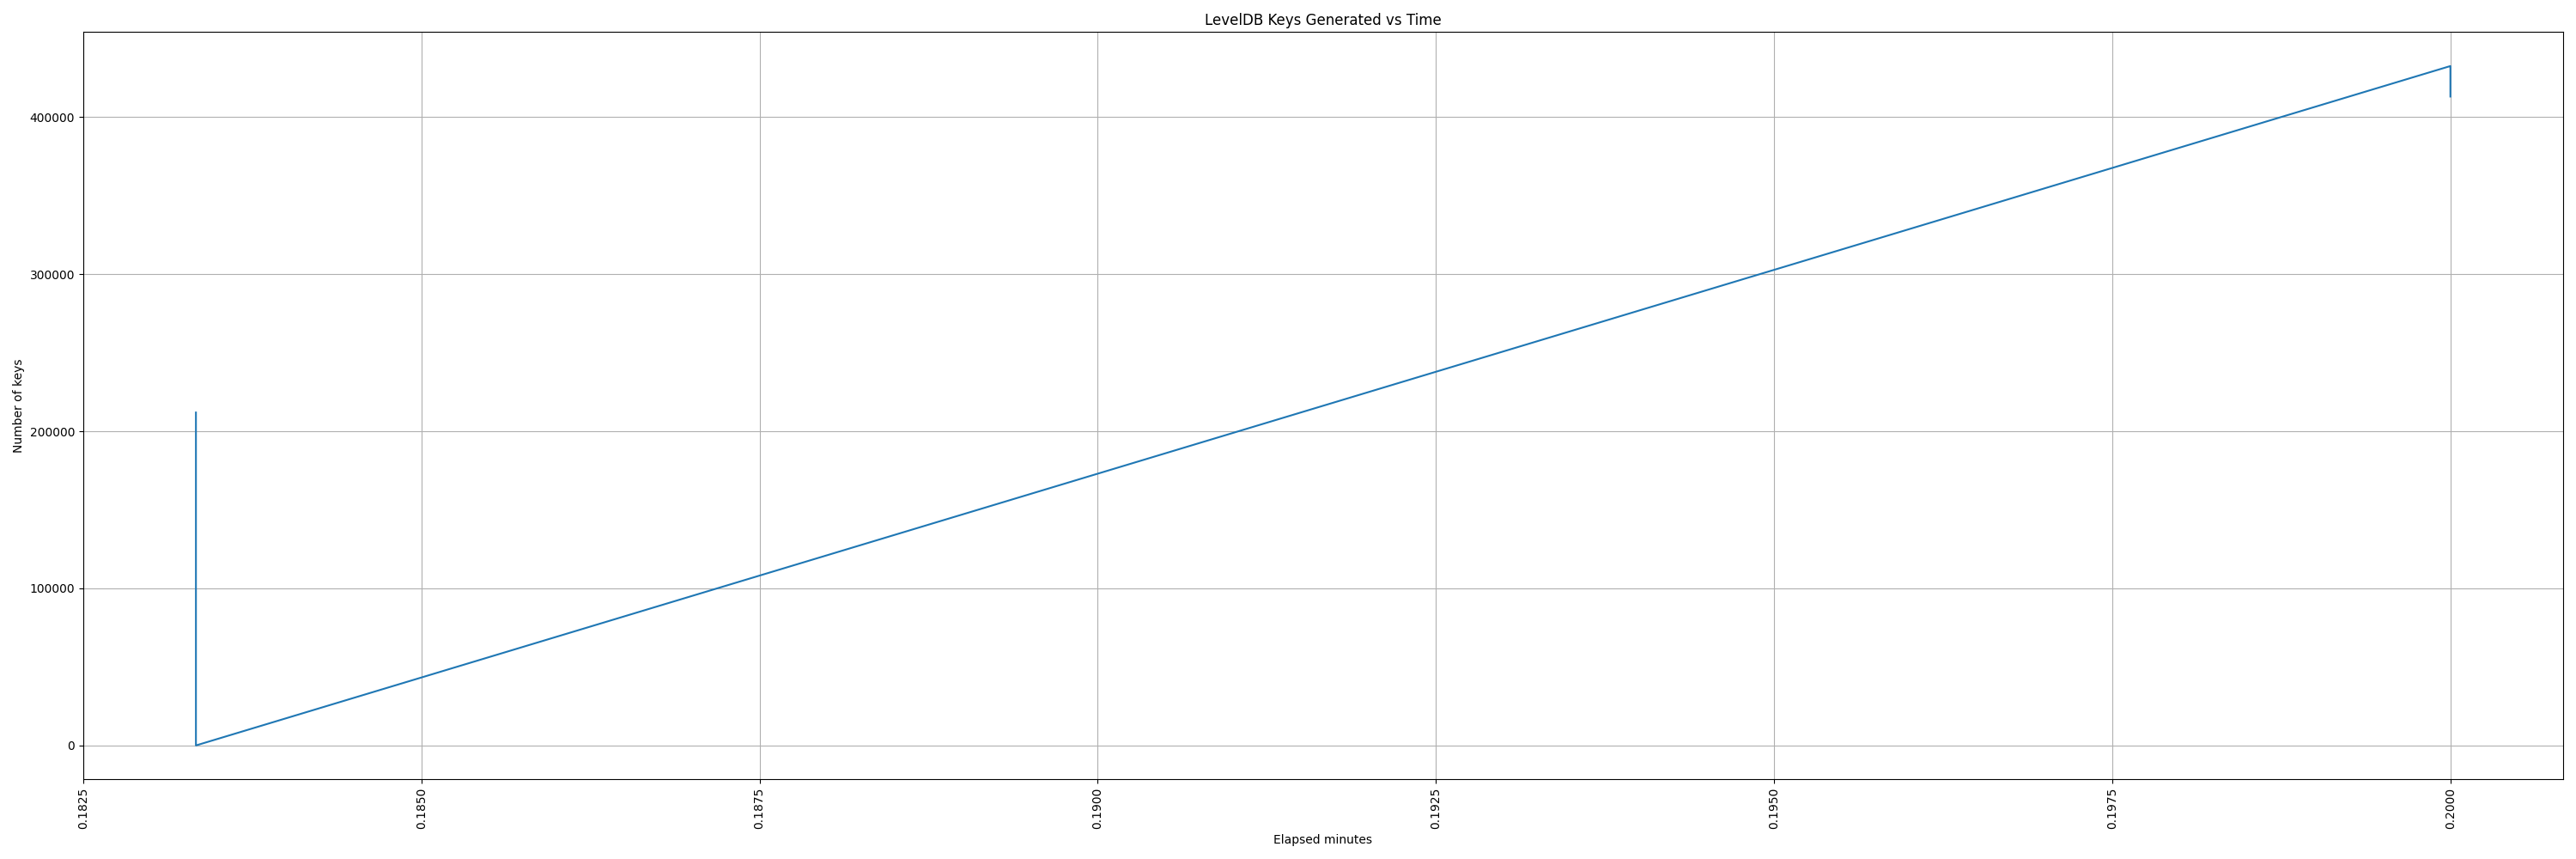 LevelDB Keys Generated vs Time
400000
300000
200000
100000
0
Number of keys
0.1825 0.1850 0.1875 0.1900 0.1925 0.1950 0.1975 0.2000
Elapsed minutes